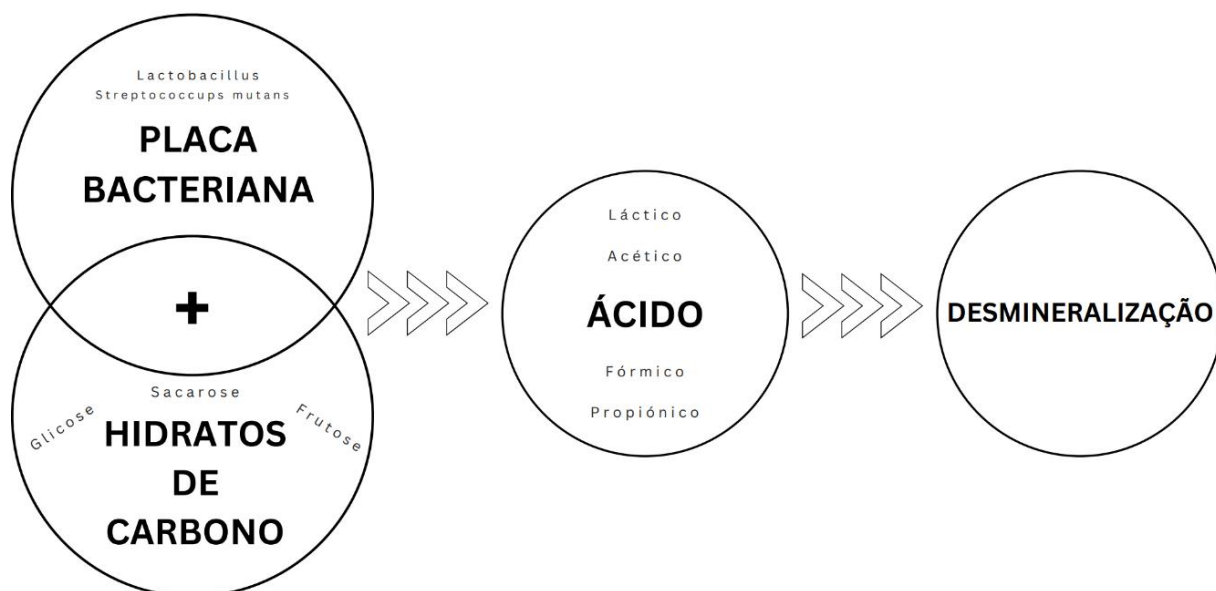 Lactobacillus
Streptococcups mutans
PLACA
BACTERIANA
+
Sacarose
Glicose
Frutose
HIDRATOS
DE
CARBONO
Láctico
Acético
ÁCIDO
Fórmico
Propiónico
DESMINERALIZAÇÃO